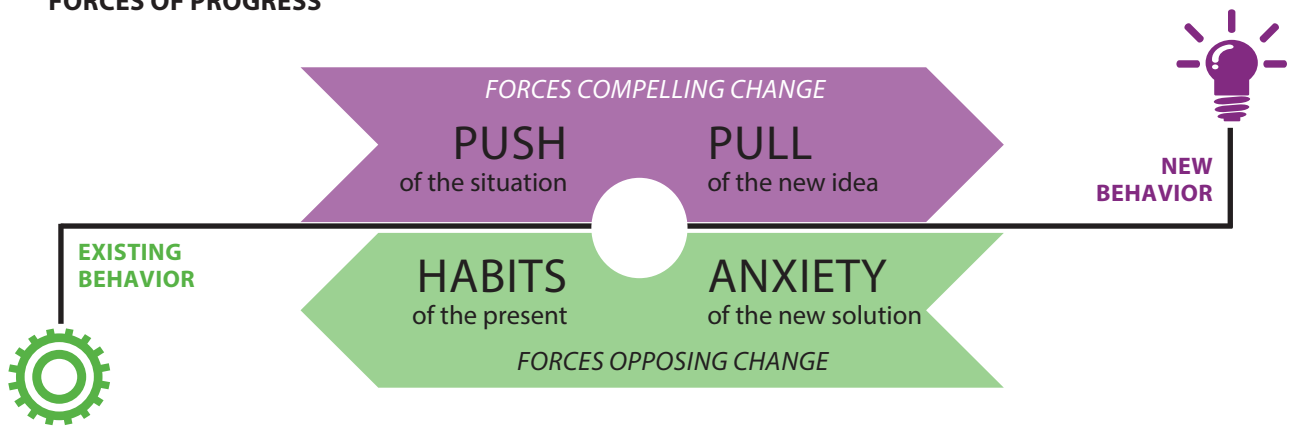 FORCES OF PROGRESS
FORCES COMPELLING CHANGE
PUSH
of the situation
PULL
of the new idea
NEW
BEHAVIOR
EXISTING
BEHAVIOR
HABITS
of the present
ANXIETY
of the new solution
FORCES OPPOSING CHANGE